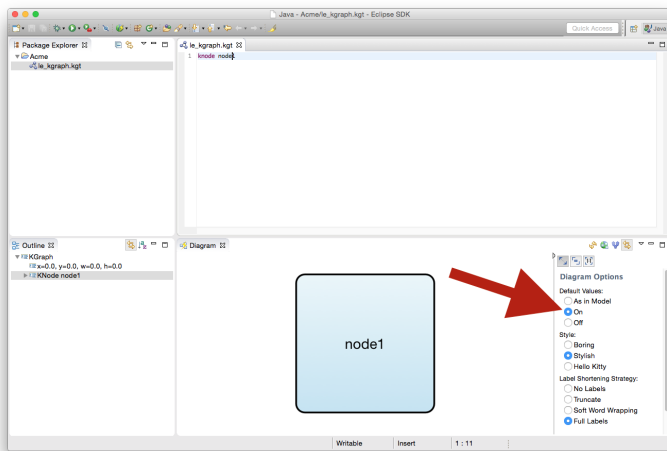 Java - Acme/le_kgraph.kgt - Eclipse SDK
Quick Access
Java
Package Explorer
Acme
le_kgraph.kgt
le_kgraph.kgt
1 knode node1
Outline
KGraph
x=0.0, y=0.0, w=0.0, h=0.0
KNode node1
Diagram
node1
Diagram Options
Default Values:
As in Model
On
Off
Style:
Boring
Stylish
Hello Kitty
Label Shortening Strategy:
No Labels
Truncate
Soft Word Wrapping
Full Labels
Writable
Insert
1 : 11